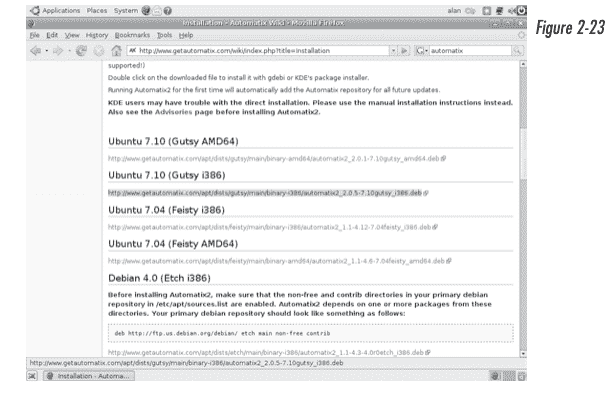 Applications Places System
alan Clip
Installation - Automatix Wiki - Mozilla Firefox
File Edit View History Bookmarks Tools Help
http://www.getautomatix.com/wiki/index.php?title=Installation
automatix
Figure 2-23
supported!)
Double click on the downloaded file to install it with gdebi or KDE's package installer.
Running Automatix2 for the first time will automatically add the Automatix repository for all future updates.
KDE users may have trouble with the direct installation. Please use the manual installation instructions instead.
Also see the Advisories page before installing Automatix2.
Ubuntu 7.10 (Gutsy AMD64)
http://www.getautomatix.com/apt/dists/gutsy/main/binary-amd64/automatix2_2.0.1-7.10gutsy_amd64.deb
Ubuntu 7.10 (Gutsy i386)
http://www.getautomatix.com/apt/dists/gutsy/main/binary-i386/automatix2_2.0.5-7.10gutsy_i386.deb
Ubuntu 7.04 (Feisty i386)
http://www.getautomatix.com/apt/dists/feisty/main/binary-i386/automatix2_1.1-4.12-7.04feisty_i386.deb
Ubuntu 7.04 (Feisty AMD64)
http://www.getautomatix.com/apt/dists/feisty/main/binary-amd64/automatix2_1.1-4.6-7.04feisty_amd64.deb
Debian 4.0 (Etch i386)
Before installing Automatix2, make sure that the non-free and contrib directories in your primary debian
repository in /etc/apt/sources.list are enabled. Automatix2 depends on one or more packages from these
directories. Your primary debian repository should look like something as follows:
deb http://ftp.us.debian.org/debian/ etch main non-free contrib
http://www.getautomatix.com/apt/dists/etch/main/binary-i386/automatix2_1.1-4.3-4.0r0etch_i386.deb
http://www.getautomatix.com/apt/dists/gutsy/main/binary-i386/automatix2_2.0.5-7.10gutsy_i386.deb
Installation - Automa...